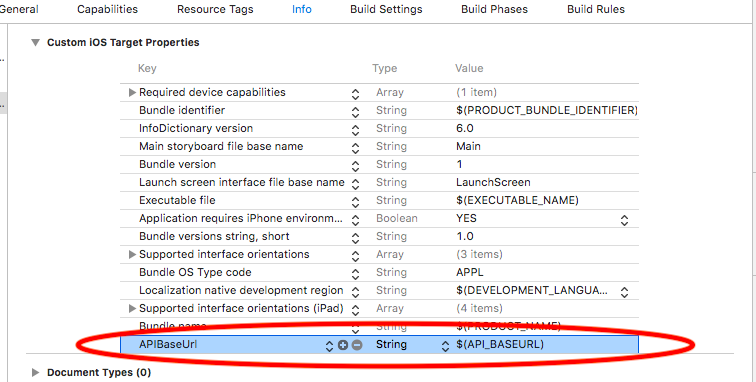 General Capabilities Resource Tags Info Build Settings Build Phases Build Rules
Custom iOS Target Properties
Key Type Value
Required device capabilities Array (1 item)
Bundle identifier String $(PRODUCT_BUNDLE_IDENTIFIER)
InfoDictionary version String 6.0
Main storyboard file base name String Main
Bundle version String 1
Launch screen interface file base name String LaunchScreen
Executable file String $(EXECUTABLE_NAME)
Application requires iPhone environm... Boolean YES
Bundle versions string, short String 1.0
Supported interface orientations Array (3 items)
Bundle OS Type code String APPL
Localization native development region String $(DEVELOPMENT_LANGUA...
Supported interface orientations (iPad) Array (4 items)
Bundle name String $(PRODUCT_NAME)
APIBaseUrl String $(API_BASEURL)
Document Types (0)